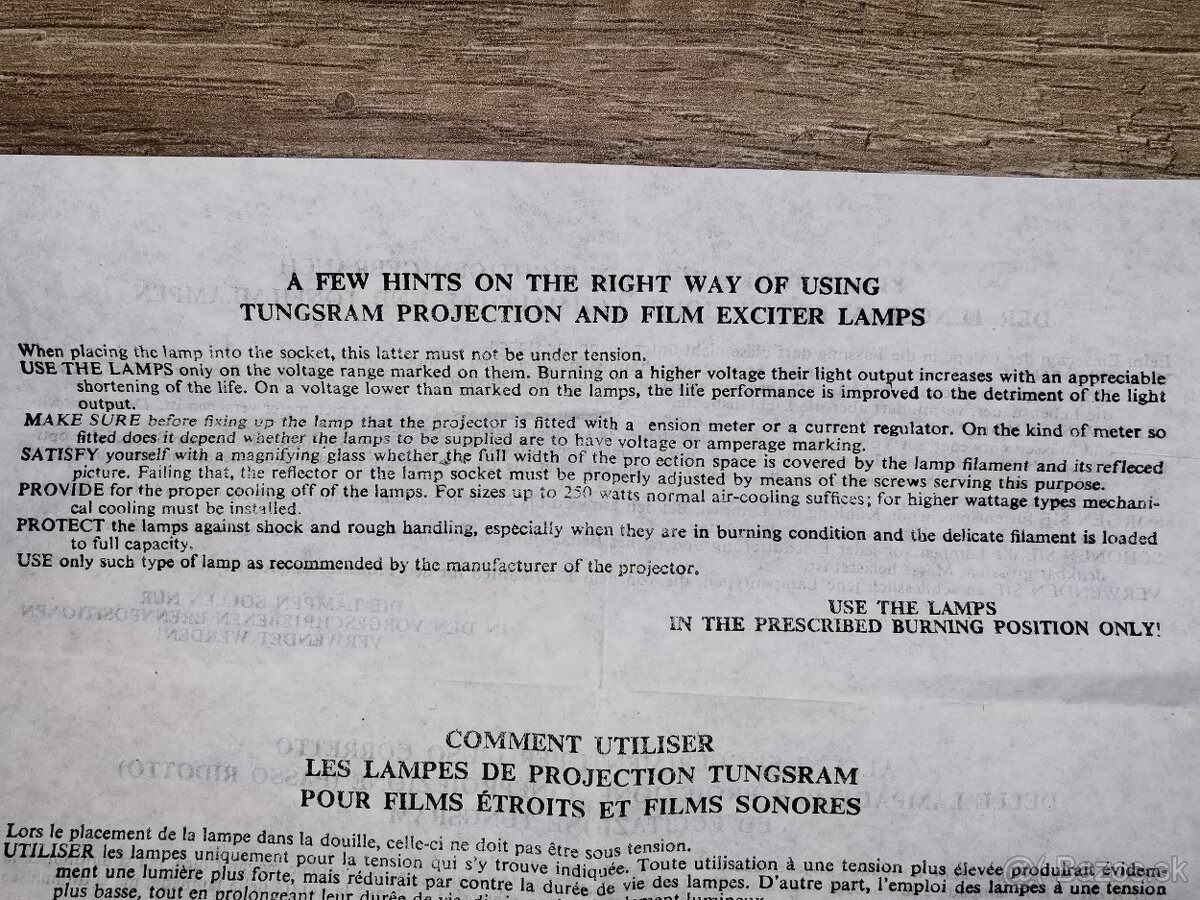 A FEW HINTS ON THE RIGHT WAY OF USING
TUNGSRAM PROJECTION AND FILM EXCITER LAMPS
When placing the lamp into the socket, this latter must not be under tension.
USE THE LAMPS only on the voltage range marked on them. Burning on a higher voltage their light output increases with an appreciable
shortening of the life. On a voltage lower than marked on the lamps, the life performance is improved to the detriment of the light
output.
MAKE SURE before fixing up the lamp that the projector is fitted with a ension meter or a current regulator. On the kind of meter so
fitted does it depend whether the lamps to be supplied are to have voltage or amperage marking.
SATISFY yourself with a magnifying glass whether the full width of the pro ection space is covered by the lamp filament and its refleced
picture. Failing that, the reflector or the lamp socket must be properly adjusted by means of the screws serving this purpose.
PROVIDE for the proper cooling off of the lamps. For sizes up to 250 watts normal air-cooling suffices; for higher wattage types mechani-
cal cooling must be installed.
PROTECT the lamps against shock and rough handling, especially when they are in burning condition and the delicate filament is loaded
to full capacity.
USE only such type of lamp as recommended by the manufacturer of the projector.
USE THE LAMPS
IN THE PRESCRIBED BURNING POSITION ONLY!
COMMENT UTILISER
LES LAMPES DE PROJECTION TUNGSRAM
POUR FILMS ÉTROITS ET FILMS SONORES
Lors le placement de la lampe dans la douille, celle-ci ne doit pas être sous tension.
UTILISER les lampes uniquement pour la tension qui s'y trouve indiquée. Toute utilisation à une tension plus élevée produirait évidem-
ment une lumière plus forte, mais réduirait par contre la durée de vie des lampes. D'autre part, l'emploi des lampes à une tension
plus basse, tout en prolongeant leur durée de vie,
Bazos.sk